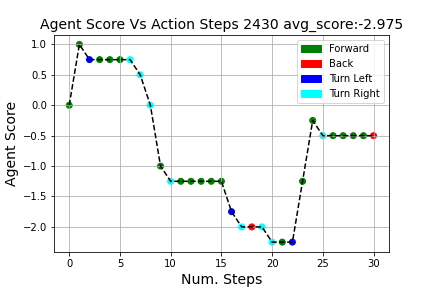 Agent Score Vs Action Steps 2430 avg_score:-2.975
1.0
0.5
0.0
−0.5
−1.0
−1.5
−2.0
Agent Score
Forward
Back
Turn Left
Turn Right
0 5 10 15 20 25 30
Num. Steps